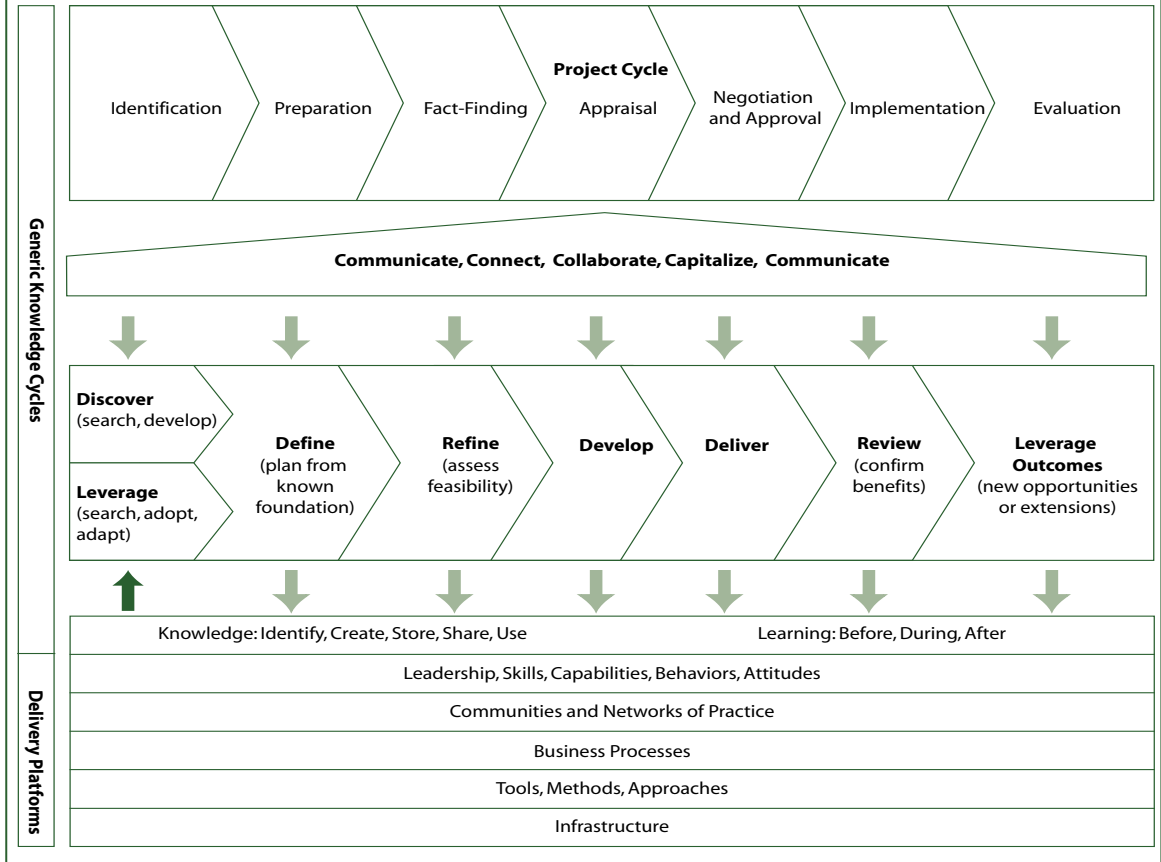 Project Cycle
Identification
Preparation
Fact-Finding
Appraisal
Negotiation
and Approval
Implementation
Evaluation
Generic Knowledge Cycles
Communicate, Connect, Collaborate, Capitalize, Communicate
Discover
(search, develop)
Leverage
(search, adopt,
adapt)
Define
(plan from
known
foundation)
Refine
(assess
feasibility)
Develop
Deliver
Review
(confirm
benefits)
Leverage
Outcomes
(new opportunities
or extensions)
Knowledge: Identify, Create, Store, Share, Use
Learning: Before, During, After
Delivery Platforms
Leadership, Skills, Capabilities, Behaviors, Attitudes
Communities and Networks of Practice
Business Processes
Tools, Methods, Approaches
Infrastructure